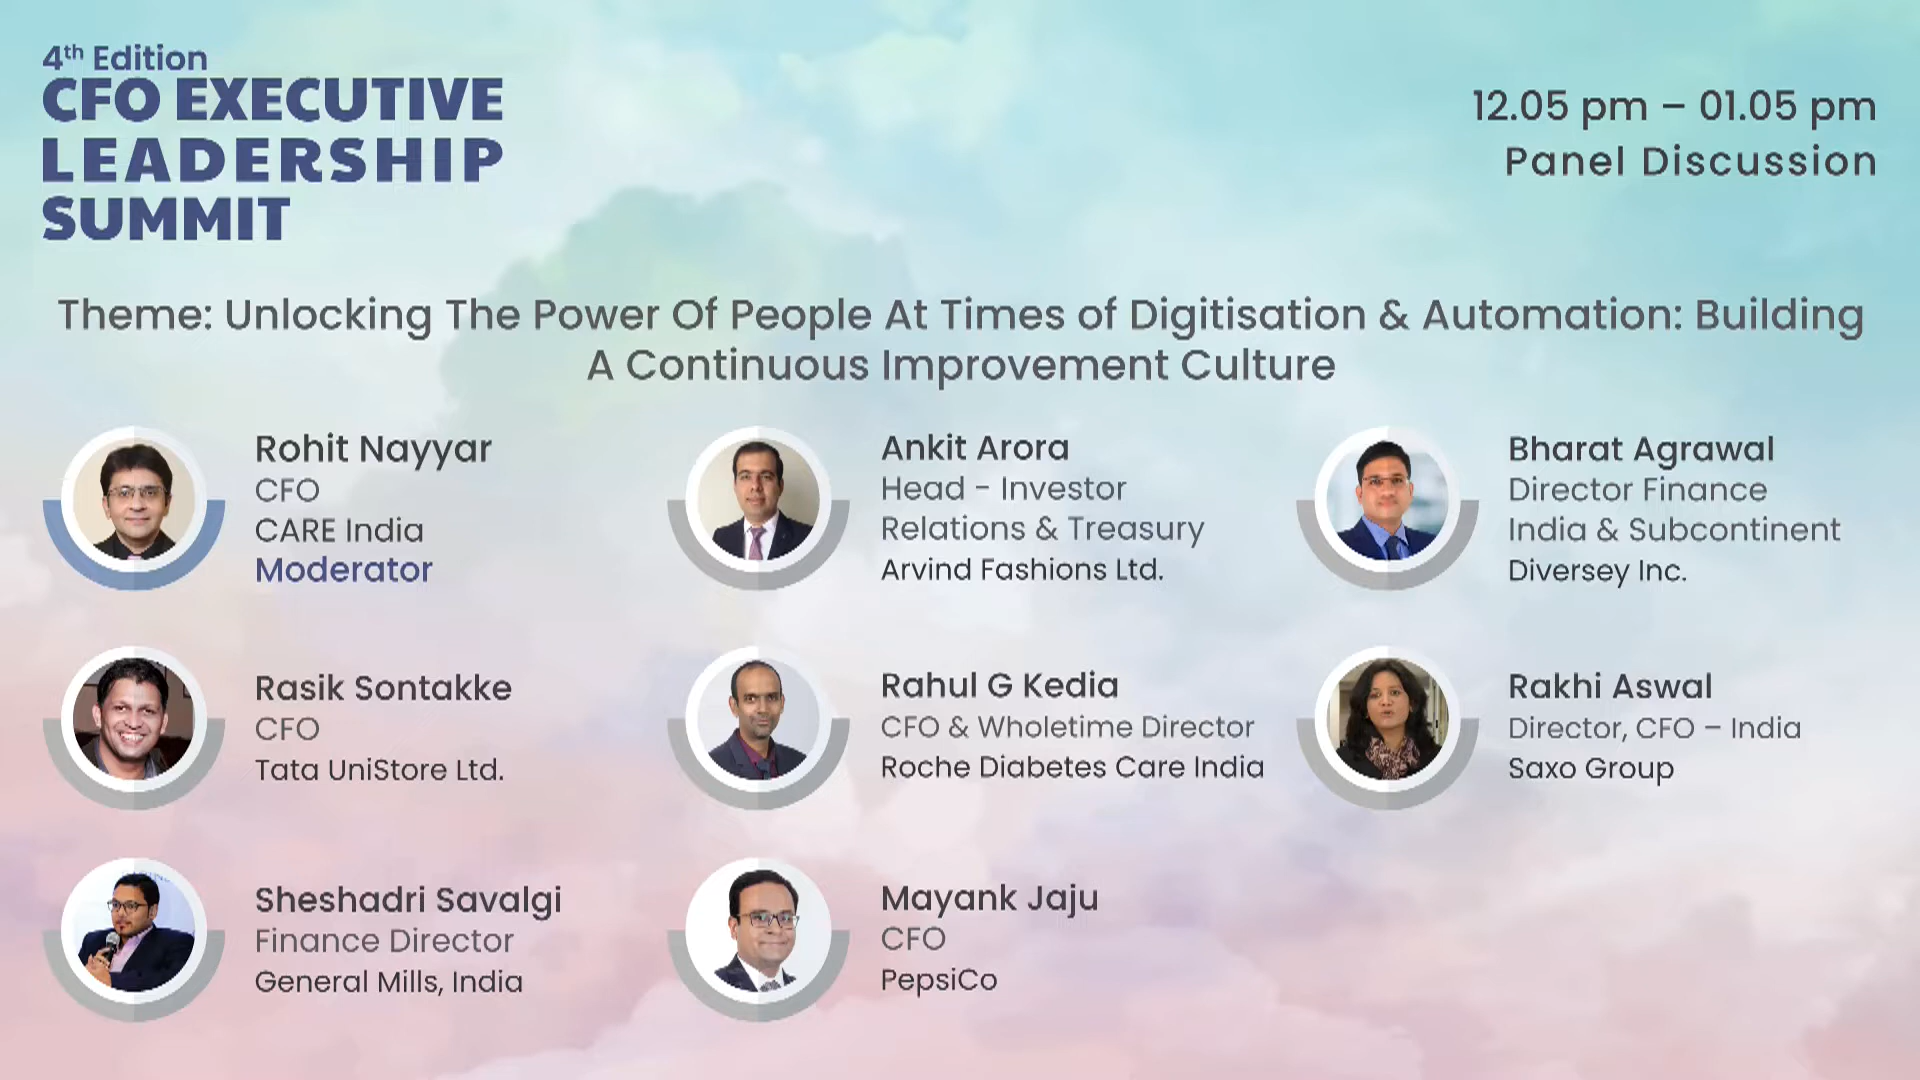 4th Edition
CFO EXECUTIVE
LEADERSHIP
SUMMIT
12.05 pm – 01.05 pm
Panel Discussion
Theme: Unlocking The Power Of People At Times of Digitisation & Automation: Building
A Continuous Improvement Culture
Rohit Nayyar
CFO
CARE India
Moderator
Ankit Arora
Head - Investor
Relations & Treasury
Arvind Fashions Ltd.
Bharat Agrawal
Director Finance
India & Subcontinent
Diversey Inc.
Rasik Sontakke
CFO
Tata UniStore Ltd.
Rahul G Kedia
CFO & Wholetime Director
Roche Diabetes Care India
Rakhi Aswal
Director, CFO – India
Saxo Group
Sheshadri Savalgi
Finance Director
General Mills, India
Mayank Jaju
CFO
PepsiCo